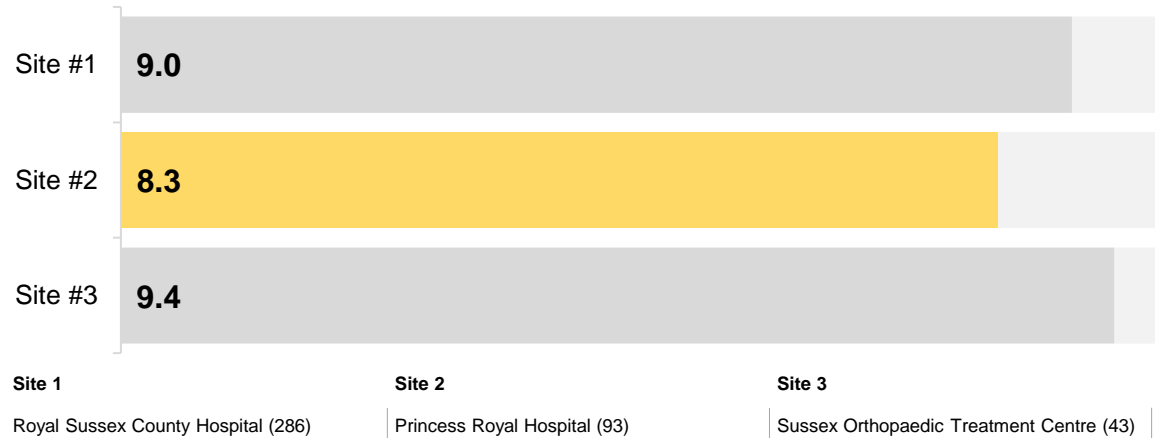 Site #1
9.0
Site #2
8.3
Site #3
9.4
Site 1
Site 2
Site 3
Royal Sussex County Hospital (286)
Princess Royal Hospital (93)
Sussex Orthopaedic Treatment Centre (43)